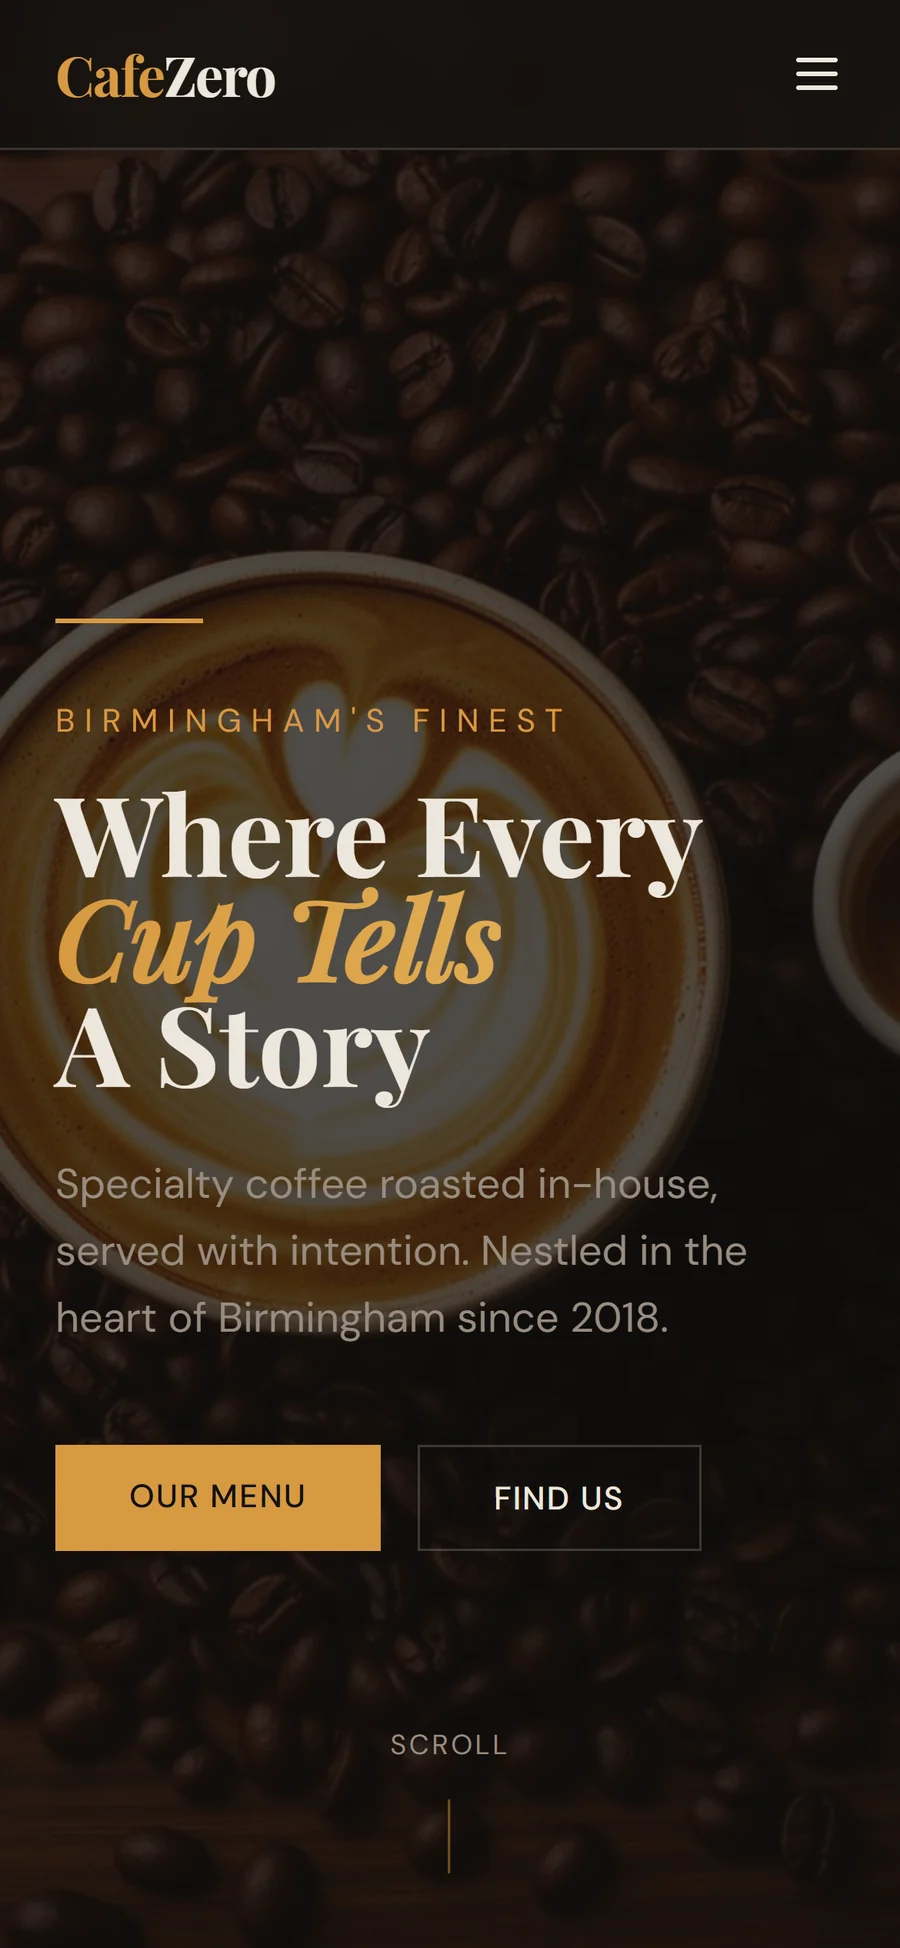 CafeZero
BIRMINGHAM'S FINEST
Where Every
Cup Tells
A Story
Specialty coffee roasted in-house,
served with intention. Nestled in the
heart of Birmingham since 2018.
OUR MENU
FIND US
SCROLL